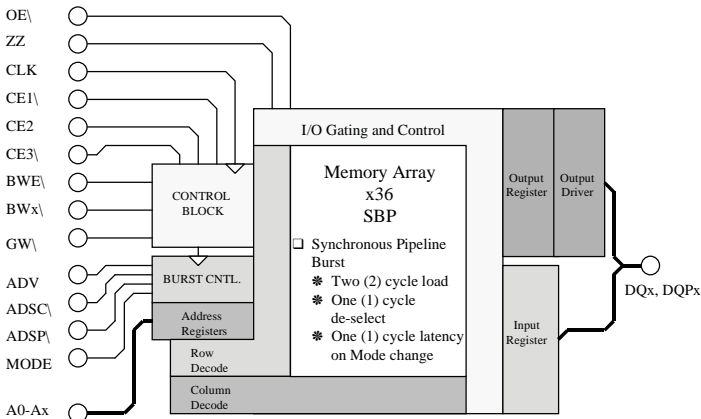 OE\
ZZ
CLK
CE1\
CE2
CE3\
BWE\
BWx\
GW\
ADV
ADSC\
ADSP\
MODE
A0-Ax
CONTROL
BLOCK
BURST CNTL.
Address
Registers
Row
Decode
Column
Decode
I/O Gating and Control
Memory Array
x36
SBP
❑ Synchronous Pipeline
Burst
✽ Two (2) cycle load
✽ One (1) cycle
de-select
✽ One (1) cycle latency
on Mode change
Output
Register
Output
Driver
Input
Register
DQx, DQPx